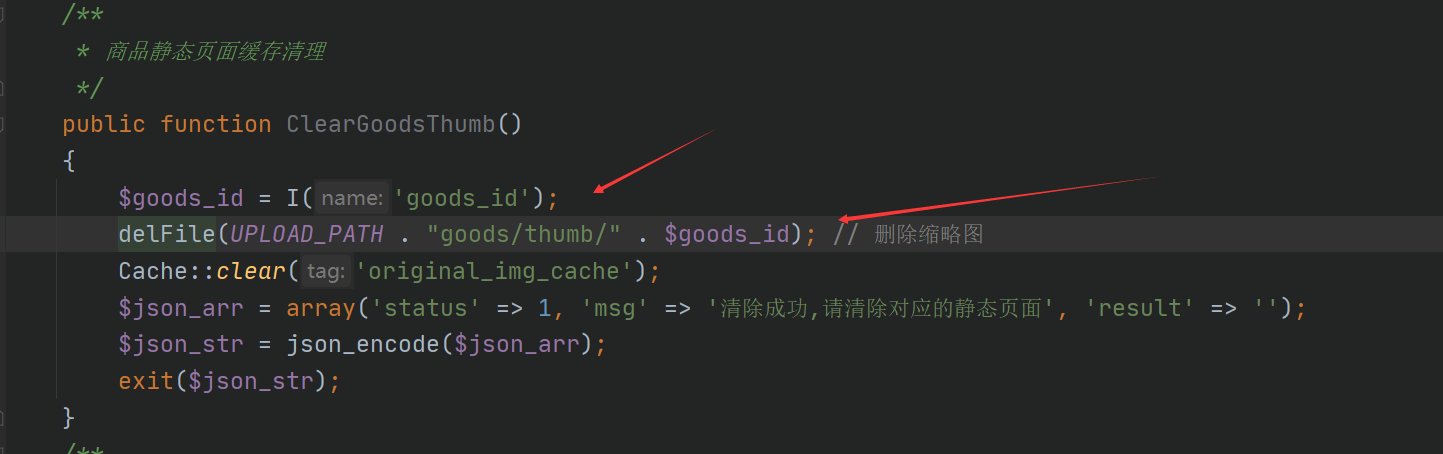 /**
* 商品静态页面缓存清理
*/
public function ClearGoodsThumb()
{
$goods_id = I( name: 'goods_id');
delFile(UPLOAD_PATH . "goods/thumb/" . $goods_id); // 删除缩略图
Cache::clear( tag: 'original_img_cache');
$json_arr = array('status' => 1, 'msg' => '清除成功,请清除对应的静态页面', 'result' => '');
$json_str = json_encode($json_arr);
exit($json_str);
}
/**